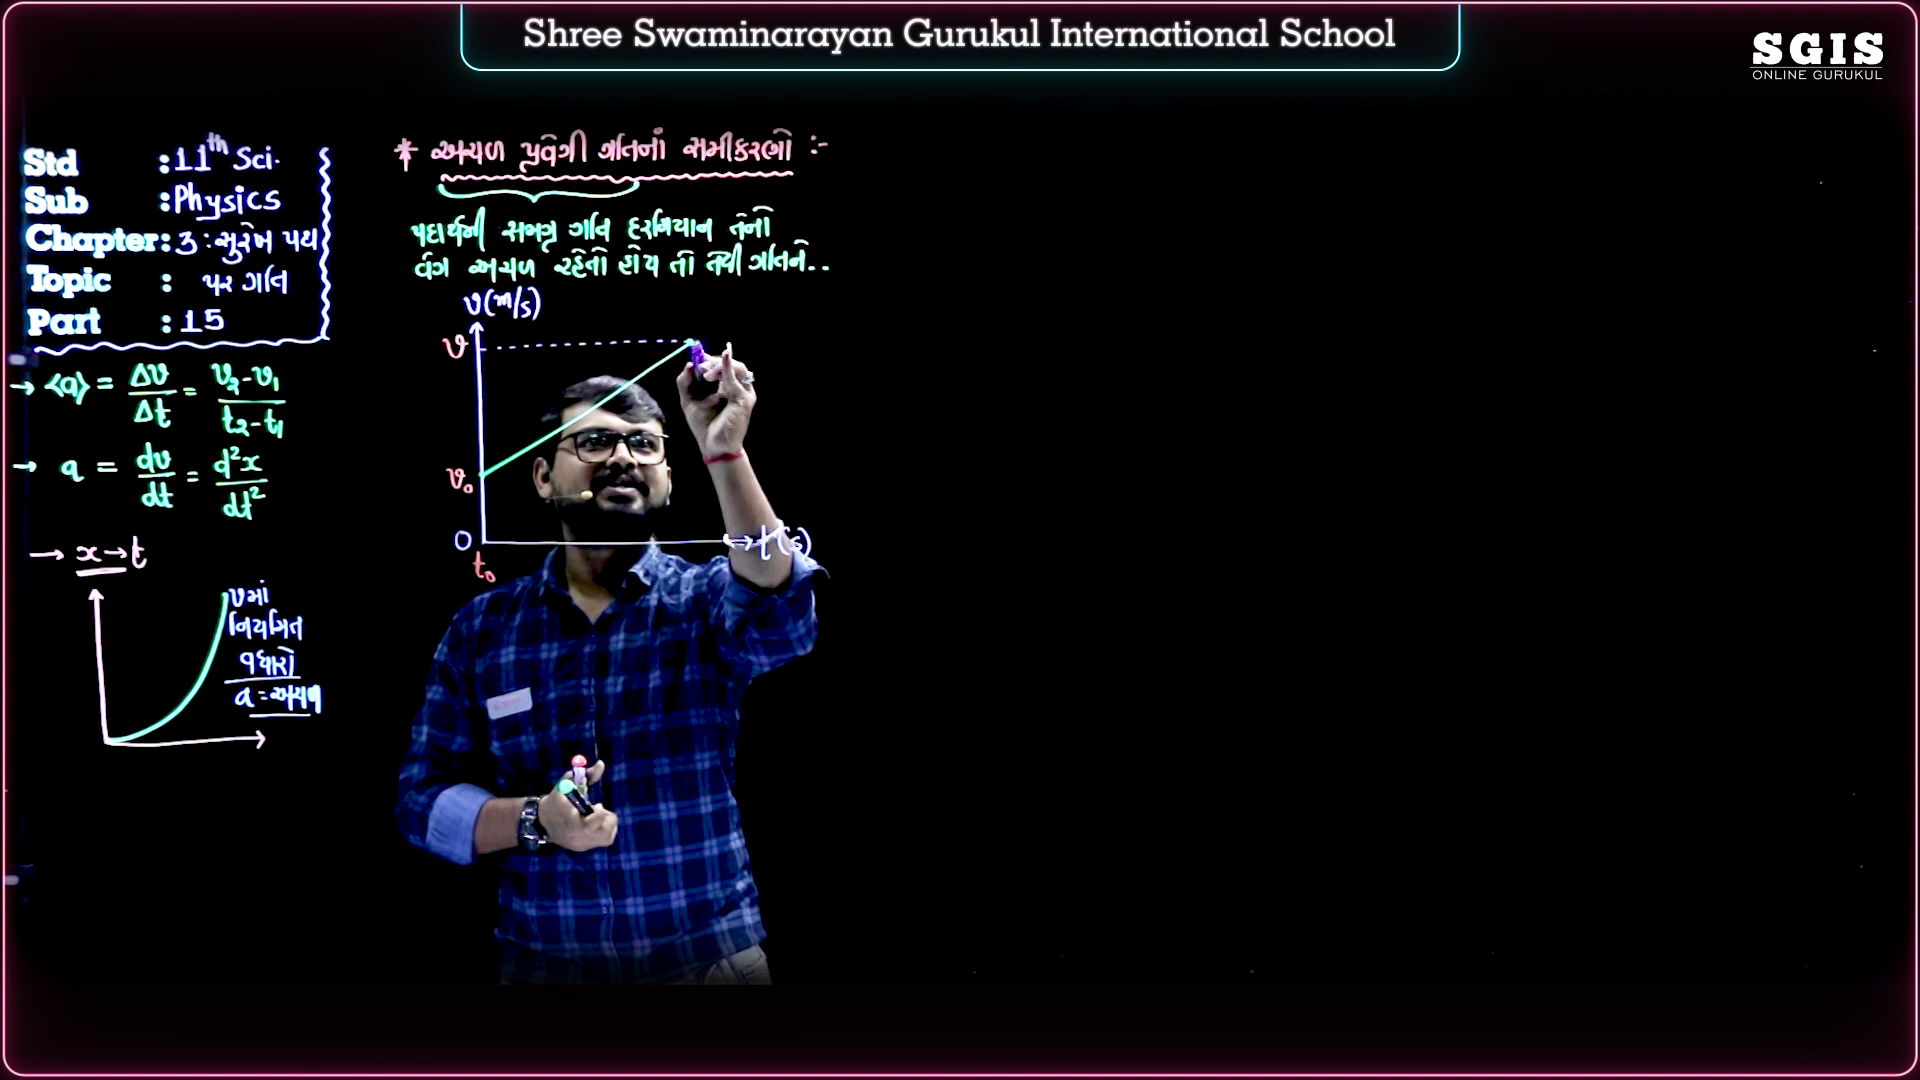 Shree Swaminarayan Gurukul International School
SGIS
ONLINE GURUKUL
Std : 11th Sci.
Sub : Physics
Chapter : 3 : સુરેખ પથ
Topic : પર ગતિ
Part : 15
→ <a> = Δv/Δt = v₂-v₁/t₂-t₁
→ a = dv/dt = d²x/dt²
→ x→t
vમાં
નિયમિત
વધારો
a = અચળ
* અચળ પ્રવેગી ગતિનાં સમીકરણો :-
પદાર્થની સમગ્ર ગતિ દરમિયાન તેનો
વેગ અચળ રહેતો હોય તો તેવી ગતિને..
v(m/s)
v
v₀
O
t(s)
t₀